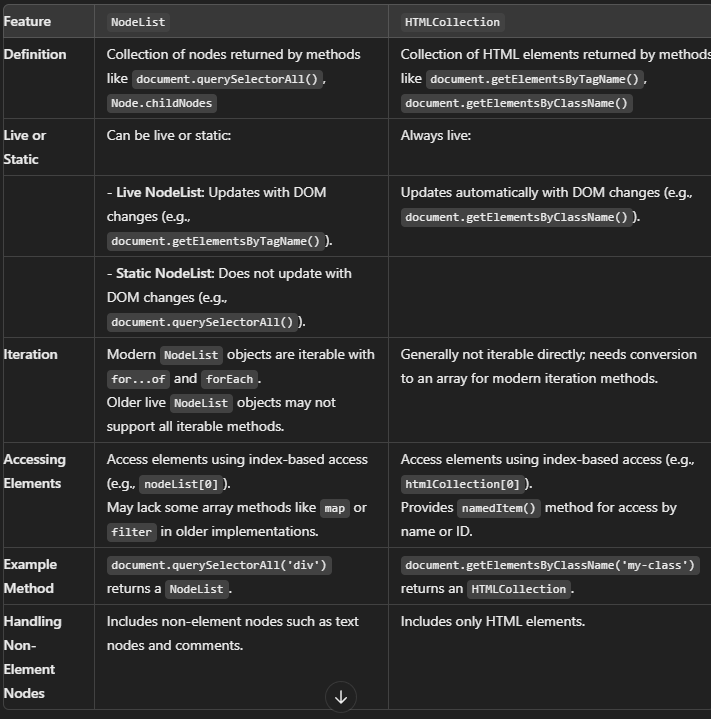 Feature NodeList HTMLCollection
Definition Collection of nodes returned by methods Collection of HTML elements returned by methods
like document.querySelectorAll(), like document.getElementsByTagName(),
Node.childNodes document.getElementsByClassName()
Live or Can be live or static: Always live:
Static
- Live NodeList: Updates with DOM Updates automatically with DOM changes (e.g.,
changes (e.g., document.getElementsByClassName()).
document.getElementsByTagName()).
- Static NodeList: Does not update with
DOM changes (e.g.,
document.querySelectorAll()).
Iteration Modern NodeList objects are iterable with Generally not iterable directly; needs conversion
for...of and forEach. to an array for modern iteration methods.
Older live NodeList objects may not
support all iterable methods.
Accessing Access elements using index-based access Access elements using index-based access (e.g.,
Elements (e.g., nodeList[0]). htmlCollection[0]).
May lack some array methods like map or Provides namedItem() method for access by
filter in older implementations. name or ID.
Example document.querySelectorAll('div') document.getElementsByClassName('my-class')
Method returns a NodeList. returns an HTMLCollection.
Handling Includes non-element nodes such as text Includes only HTML elements.
Non- nodes and comments.
Element
Nodes